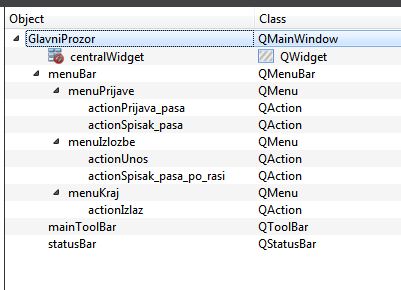 Object Class
GlavniProzor QMainWindow
centralWidget QWidget
menuBar QMenuBar
menuPrijave QMenu
actionPrijava_pasa QAction
actionSpisak_pasa QAction
menuIzlozbe QMenu
actionUnos QAction
actionSpisak_pasa_po_rasi QAction
menuKraj QMenu
actionIzlaz QAction
mainToolBar QToolBar
statusBar QStatusBar